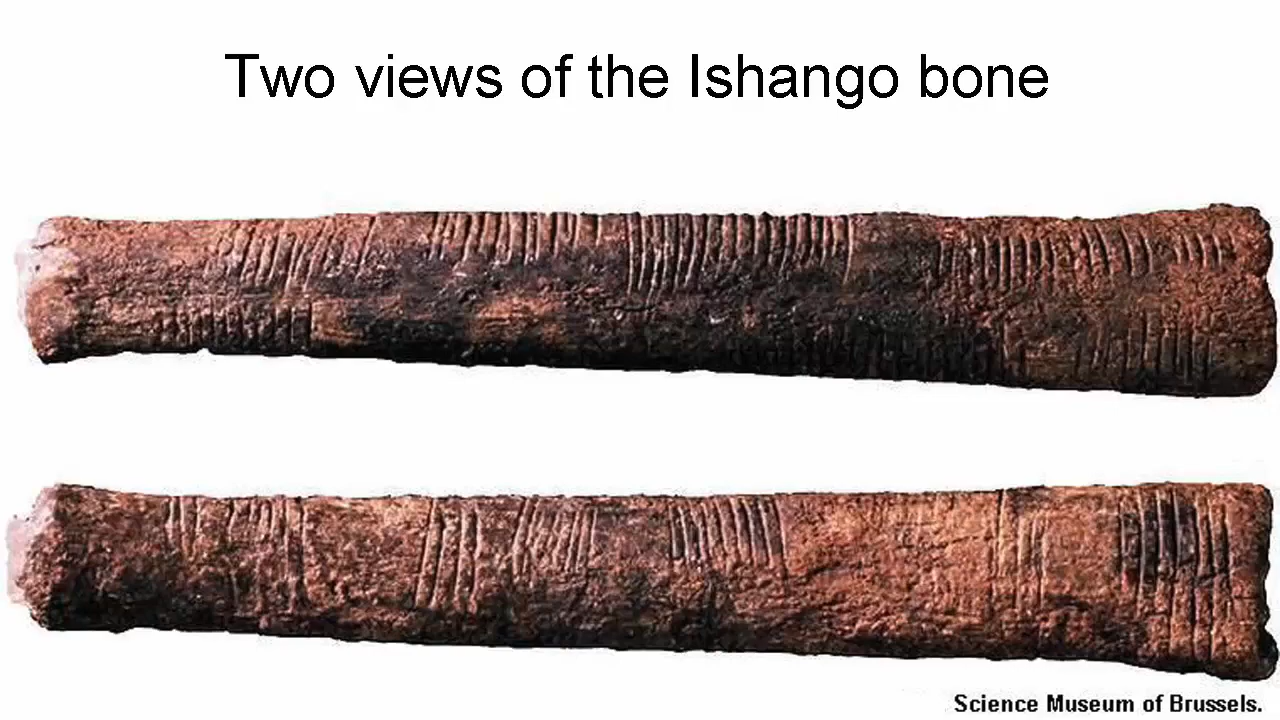 Two views of the Ishango bone
Science Museum of Brussels.